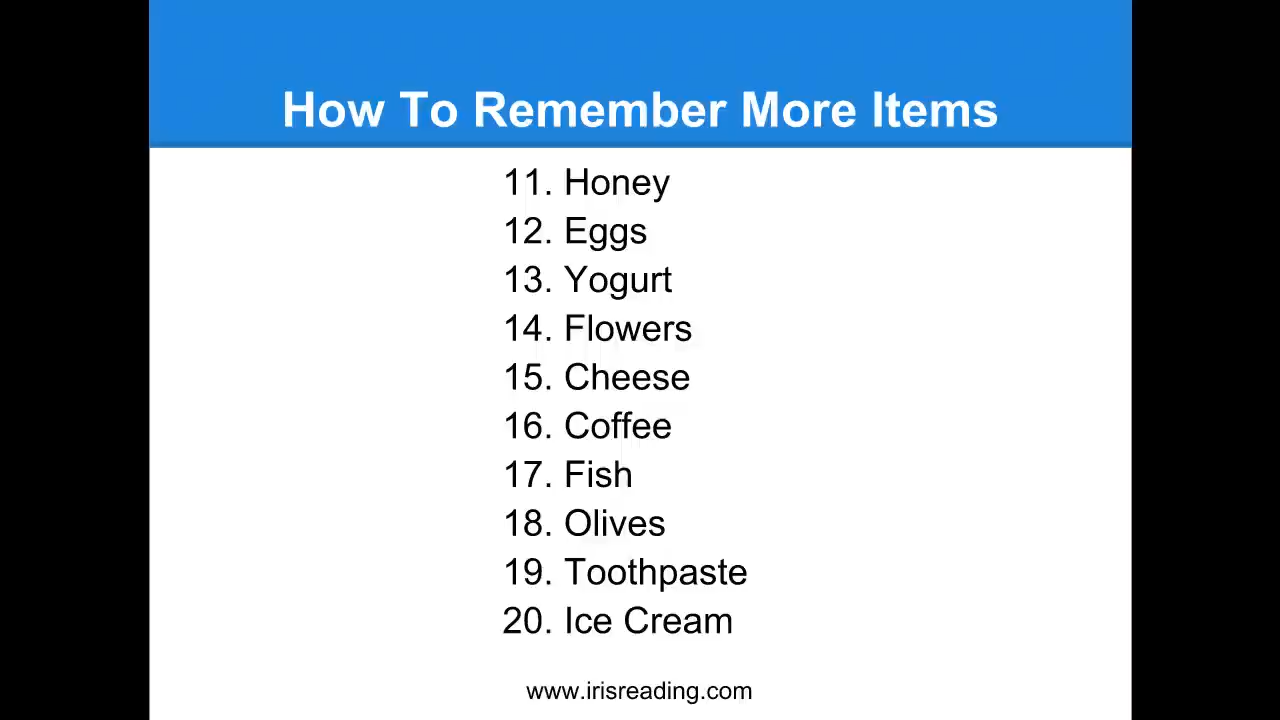 How To Remember More Items
11. Honey
12. Eggs
13. Yogurt
14. Flowers
15. Cheese
16. Coffee
17. Fish
18. Olives
19. Toothpaste
20. Ice Cream
www.irisreading.com